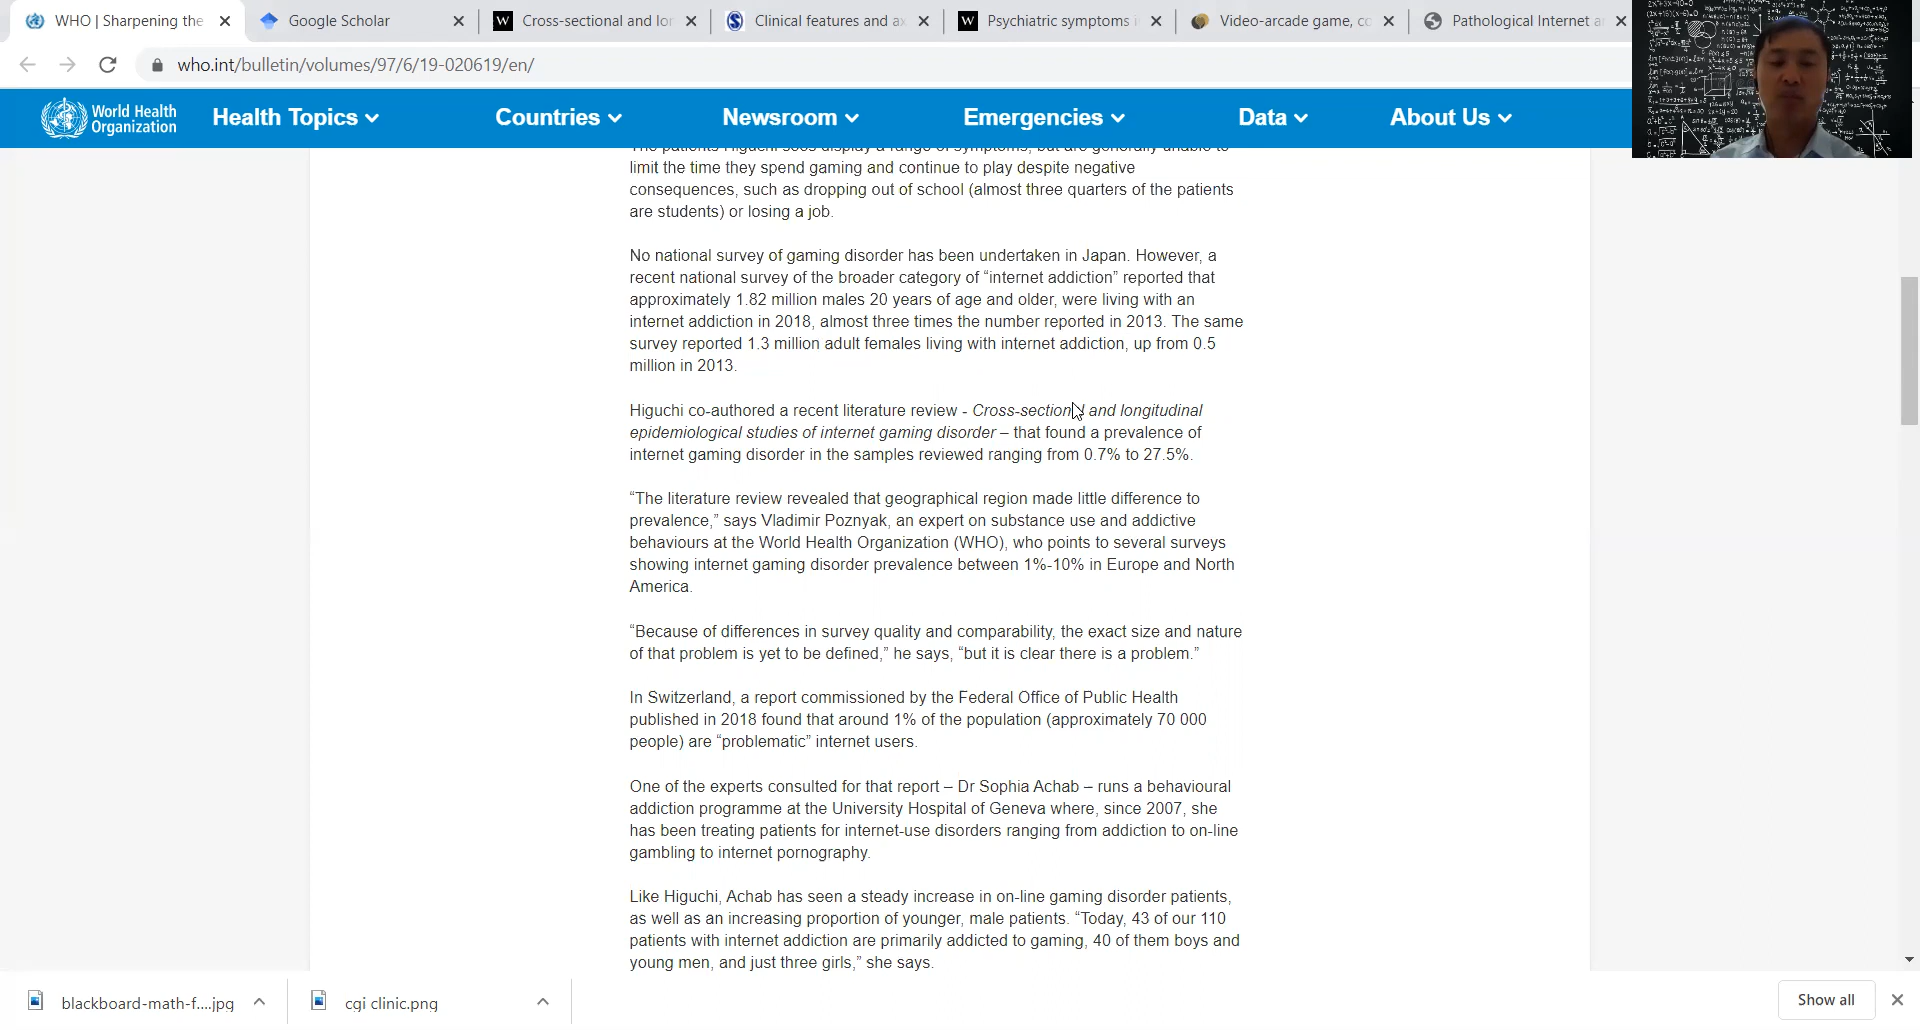 WHO | Sharpening the
Google Scholar
Cross-sectional and lon
Clinical features and ax
Psychiatric symptoms i
Video-arcade game, co
Pathological Internet a
who.int/bulletin/volumes/97/6/19-020619/en/
World Health
Organization
Health Topics
Countries
Newsroom
Emergencies
Data
About Us
The patients Higuchi sees display a range of symptoms, but are generally unable to
limit the time they spend gaming and continue to play despite negative
consequences, such as dropping out of school (almost three quarters of the patients
are students) or losing a job.
No national survey of gaming disorder has been undertaken in Japan. However, a
recent national survey of the broader category of “internet addiction” reported that
approximately 1.82 million males 20 years of age and older, were living with an
internet addiction in 2018, almost three times the number reported in 2013. The same
survey reported 1.3 million adult females living with internet addiction, up from 0.5
million in 2013.
Higuchi co-authored a recent literature review - Cross-sectional and longitudinal
epidemiological studies of internet gaming disorder – that found a prevalence of
internet gaming disorder in the samples reviewed ranging from 0.7% to 27.5%.
“The literature review revealed that geographical region made little difference to
prevalence,” says Vladimir Poznyak, an expert on substance use and addictive
behaviours at the World Health Organization (WHO), who points to several surveys
showing internet gaming disorder prevalence between 1%-10% in Europe and North
America.
“Because of differences in survey quality and comparability, the exact size and nature
of that problem is yet to be defined,” he says, “but it is clear there is a problem.”
In Switzerland, a report commissioned by the Federal Office of Public Health
published in 2018 found that around 1% of the population (approximately 70 000
people) are “problematic” internet users.
One of the experts consulted for that report – Dr Sophia Achab – runs a behavioural
addiction programme at the University Hospital of Geneva where, since 2007, she
has been treating patients for internet-use disorders ranging from addiction to on-line
gambling to internet pornography.
Like Higuchi, Achab has seen a steady increase in on-line gaming disorder patients,
as well as an increasing proportion of younger, male patients. “Today, 43 of our 110
patients with internet addiction are primarily addicted to gaming, 40 of them boys and
young men, and just three girls,” she says.
blackboard-math-f....jpg
cgi clinic.png
Show all